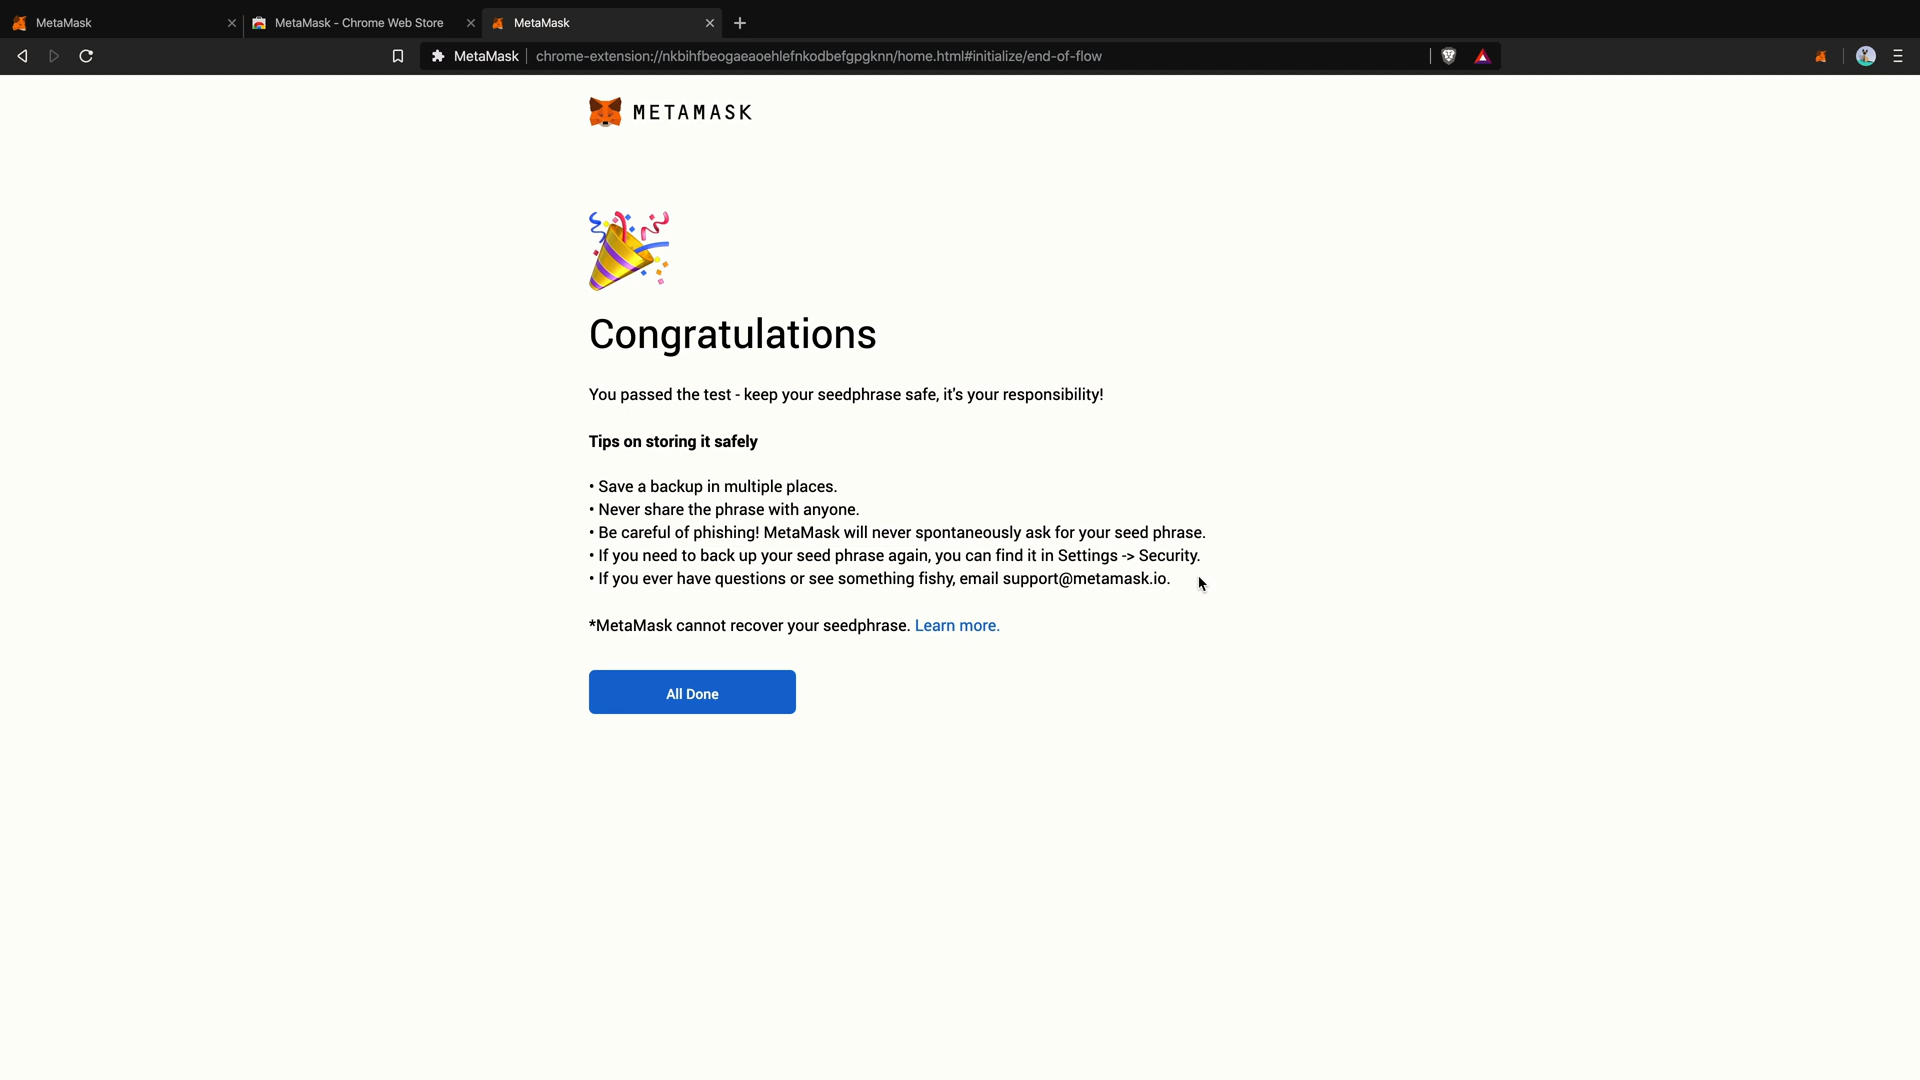 MetaMask
MetaMask - Chrome Web Store
MetaMask
MetaMask
chrome-extension://nkbihfbeogaeaoehlefnkodbefgpgknn/home.html#initialize/end-of-flow
METAMASK
Congratulations
You passed the test - keep your seedphrase safe, it's your responsibility!
Tips on storing it safely
• Save a backup in multiple places.
• Never share the phrase with anyone.
• Be careful of phishing! MetaMask will never spontaneously ask for your seed phrase.
• If you need to back up your seed phrase again, you can find it in Settings -> Security.
• If you ever have questions or see something fishy, email support@metamask.io.
*MetaMask cannot recover your seedphrase. Learn more.
All Done